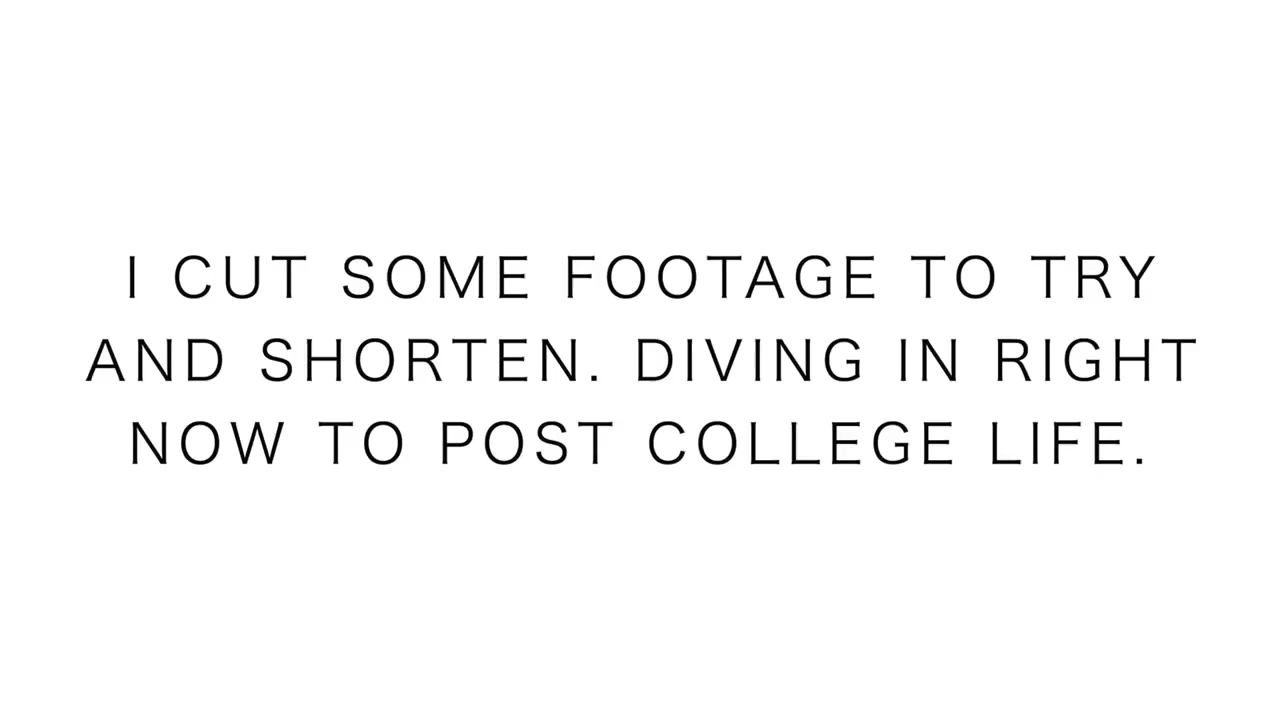 I CUT SOME FOOTAGE TO TRY
AND SHORTEN. DIVING IN RIGHT
NOW TO POST COLLEGE LIFE.